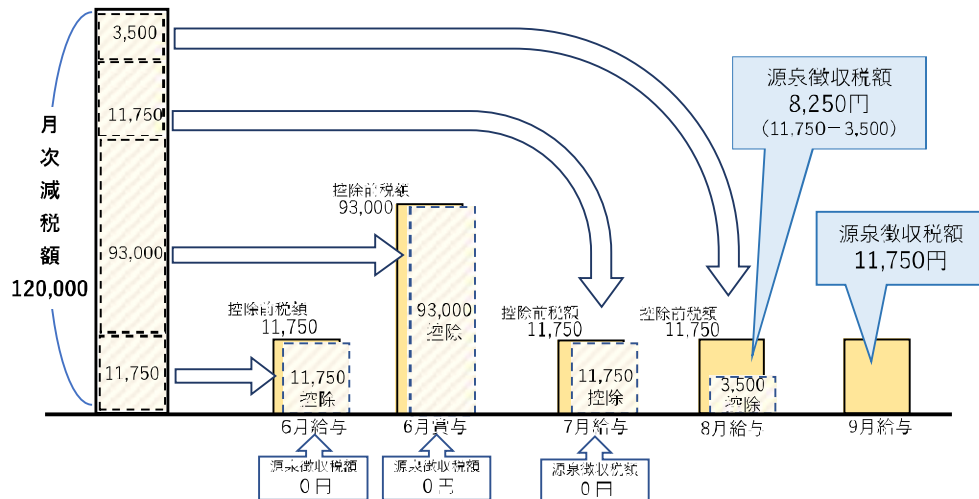 月次減税額
120,000
3,500
11,750
93,000
11,750
控除前税額
11,750
11,750
控除
6月給与
源泉徴収税額
0円
控除前税額
93,000
93,000
控除
6月賞与
源泉徴収税額
0円
控除前税額
11,750
11,750
控除
7月給与
源泉徴収税額
0円
控除前税額
11,750
3,500
控除
8月給与
源泉徴収税額
8,250円
（11,750－3,500）
源泉徴収税額
11,750円
9月給与